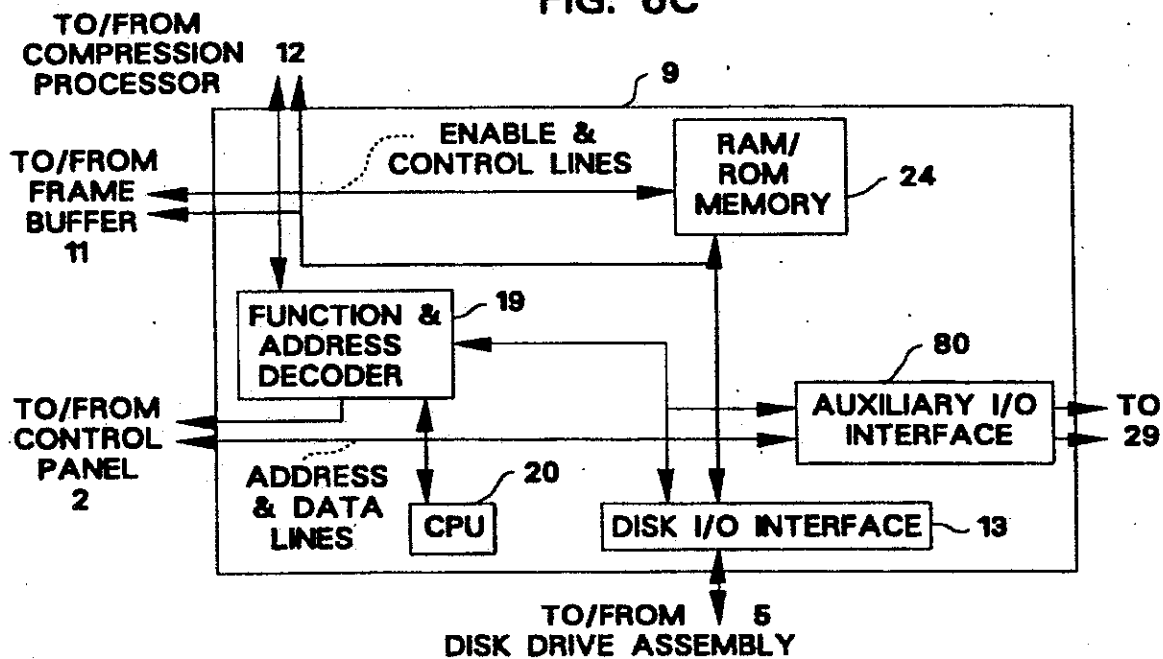 FIG. 6C
TO/FROM
COMPRESSION 12
PROCESSOR
9
ENABLE &
CONTROL LINES
RAM/
ROM
MEMORY
24
TO/FROM
FRAME
BUFFER
11
FUNCTION &
ADDRESS
DECODER
19
80
AUXILIARY I/O
INTERFACE
TO
29
TO/FROM
CONTROL
PANEL
2
ADDRESS
& DATA
LINES
20
CPU
DISK I/O INTERFACE
13
TO/FROM 5
DISK DRIVE ASSEMBLY